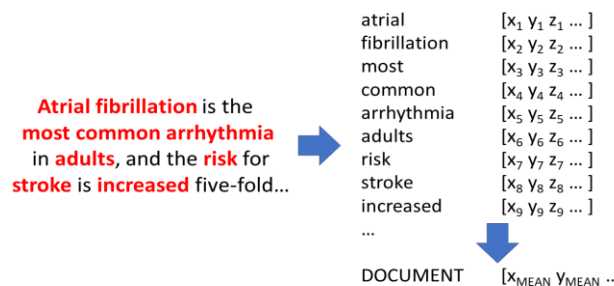 Atrial fibrillation is the
most common arrhythmia
in adults, and the risk for
stroke is increased five-fold...
atrial [x₁ y₁ z₁ ... ]
fibrillation [x₂ y₂ z₂ ... ]
most [x₃ y₃ z₃ ... ]
common [x₄ y₄ z₄ ... ]
arrhythmia [x₅ y₅ z₅ ... ]
adults [x₆ y₆ z₆ ... ]
risk [x₇ y₇ z₇ ... ]
stroke [x₈ y₈ z₈ ... ]
increased [x₉ y₉ z₉ ... ]
...
DOCUMENT [xMEAN yMEAN ..